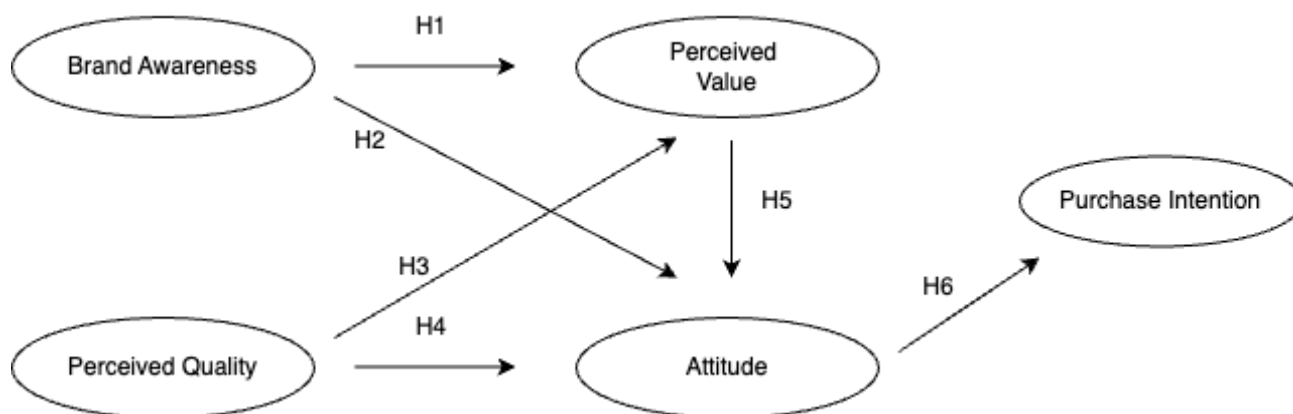 H1
Brand Awareness
Perceived
Value
H2
H5
Purchase Intention
H3
H6
H4
Perceived Quality
Attitude